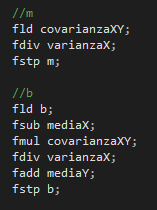 //m
fld covarianzaXY;
fdiv varianzaX;
fstp m;
//b
fld b;
fsub mediaX;
fmul covarianzaXY;
fdiv varianzaX;
fadd mediaY;
fstp b;